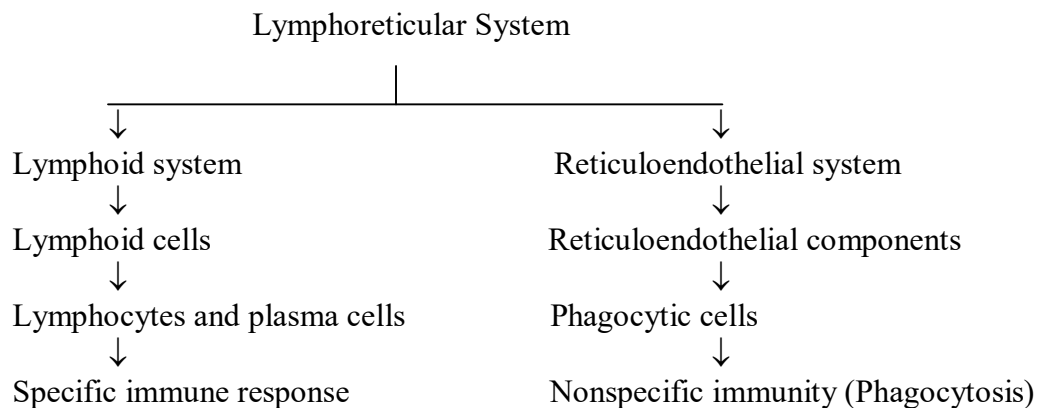 Lymphoreticular System
Lymphoid system
Reticuloendothelial system
Lymphoid cells
Reticuloendothelial components
Lymphocytes and plasma cells
Phagocytic cells
Specific immune response
Nonspecific immunity (Phagocytosis)